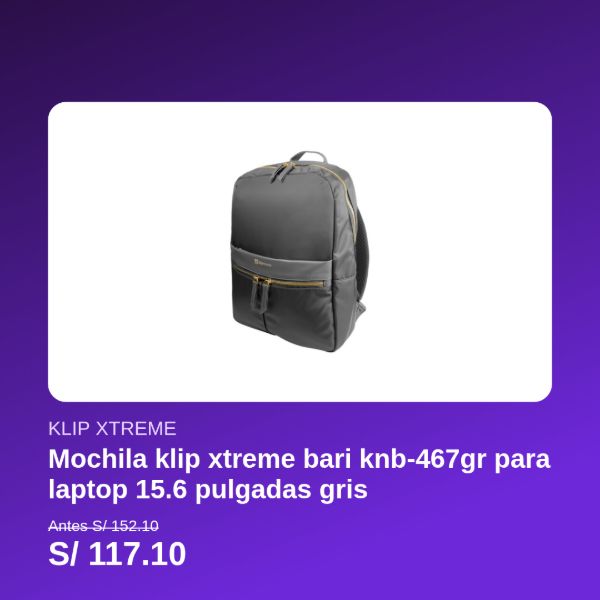 KLIP XTREME
Mochila klip xtreme bari knb-467gr para
laptop 15.6 pulgadas gris
Antes S/ 152.10
S/ 117.10